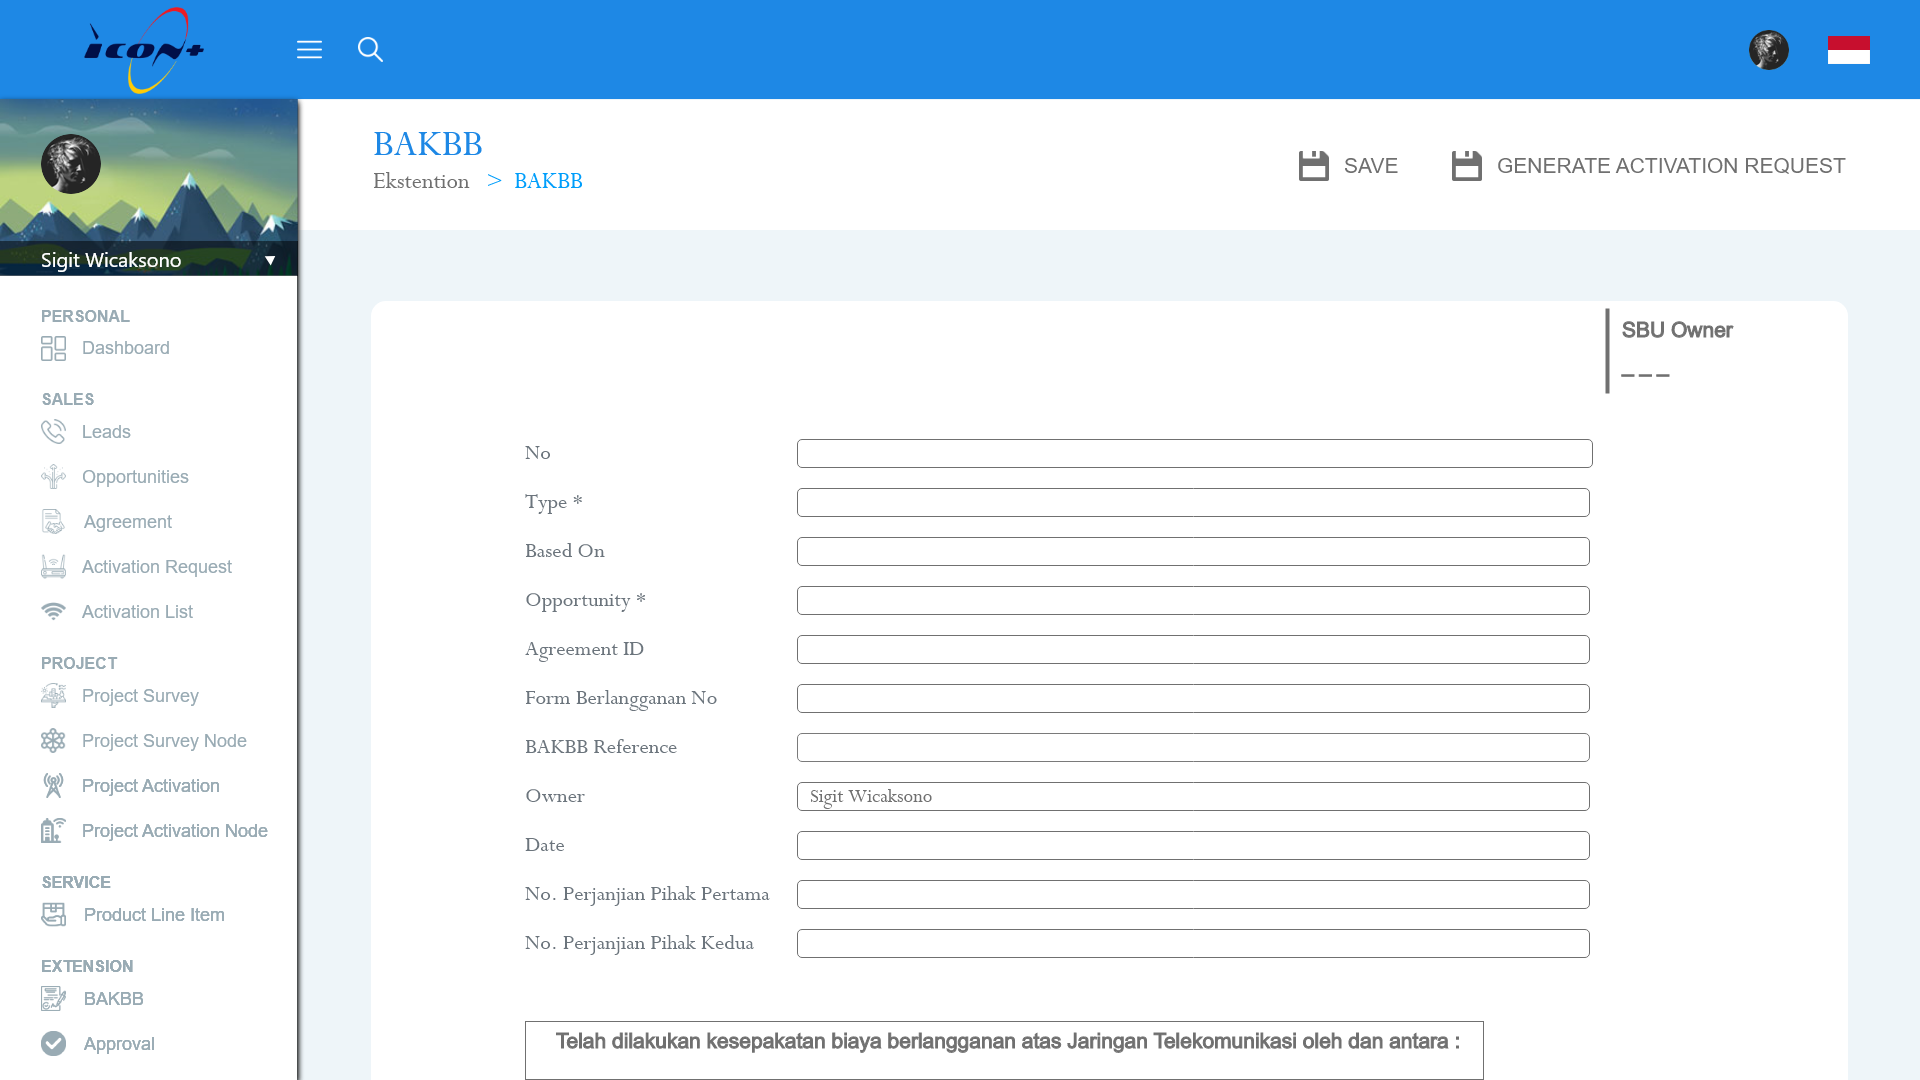 icon+
BAKBB
Ekstention > BAKBB
SAVE
GENERATE ACTIVATION REQUEST
Sigit Wicaksono
PERSONAL
Dashboard
SALES
Leads
Opportunities
Agreement
Activation Request
Activation List
PROJECT
Project Survey
Project Survey Node
Project Activation
Project Activation Node
SERVICE
Product Line Item
EXTENSION
BAKBB
Approval
SBU Owner
– – –
No
Type *
Based On
Opportunity *
Agreement ID
Form Berlangganan No
BAKBB Reference
Owner Sigit Wicaksono
Date
No. Perjanjian Pihak Pertama
No. Perjanjian Pihak Kedua
Telah dilakukan kesepakatan biaya berlangganan atas Jaringan Telekomunikasi oleh dan antara :